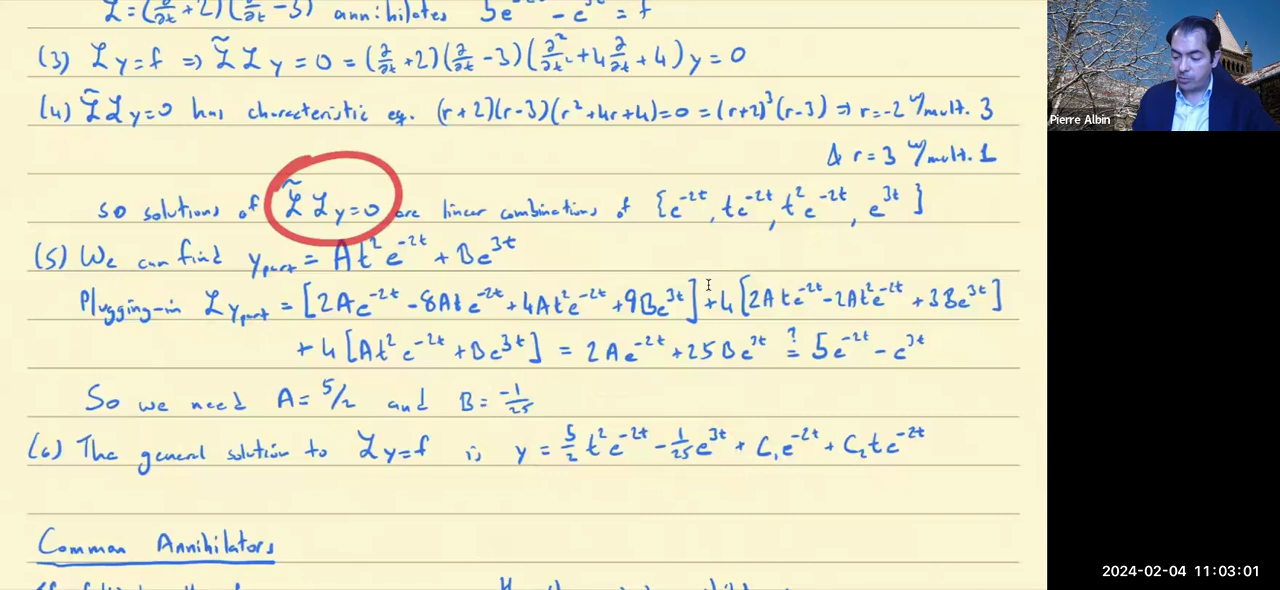 L̃=(∂/∂t+2)(∂/∂t-3) annihilates 5e^-2t - e^3t = f
(3) Ly=f ⇒ L̃Ly=0=(∂/∂t+2)(∂/∂t-3)(∂²/∂t²+4∂/∂t+4)y=0
(4) L̃Ly=0 has characteristic eq. (r+2)(r-3)(r²+4r+4)=0=(r+2)³(r-3) ⇒ r=-2 w/mult. 3
& r=3 w/mult. 1
so solutions of L̃Ly=0 are linear combinations of {e^-2t, te^-2t, t²e^-2t, e^3t}
(5) We can find y_part = At²e^-2t + Be^3t
Plugging-in Ly_part = [2Ae^-2t - 8Ate^-2t + 4At²e^-2t + 9Be^3t] + 4[2Ate^-2t - 2At²e^-2t + 3Be^3t]
+ 4[At²e^-2t + Be^3t] = 2Ae^-2t + 25Be^3t ?= 5e^-2t - e^3t
So we need A = 5/2 and B = -1/25
(6) The general solution to Ly=f is y = 5/2 t²e^-2t - 1/25 e^3t + C₁e^-2t + C₂te^-2t
Common Annihilators
Pierre Albin
2024-02-04 11:03:01